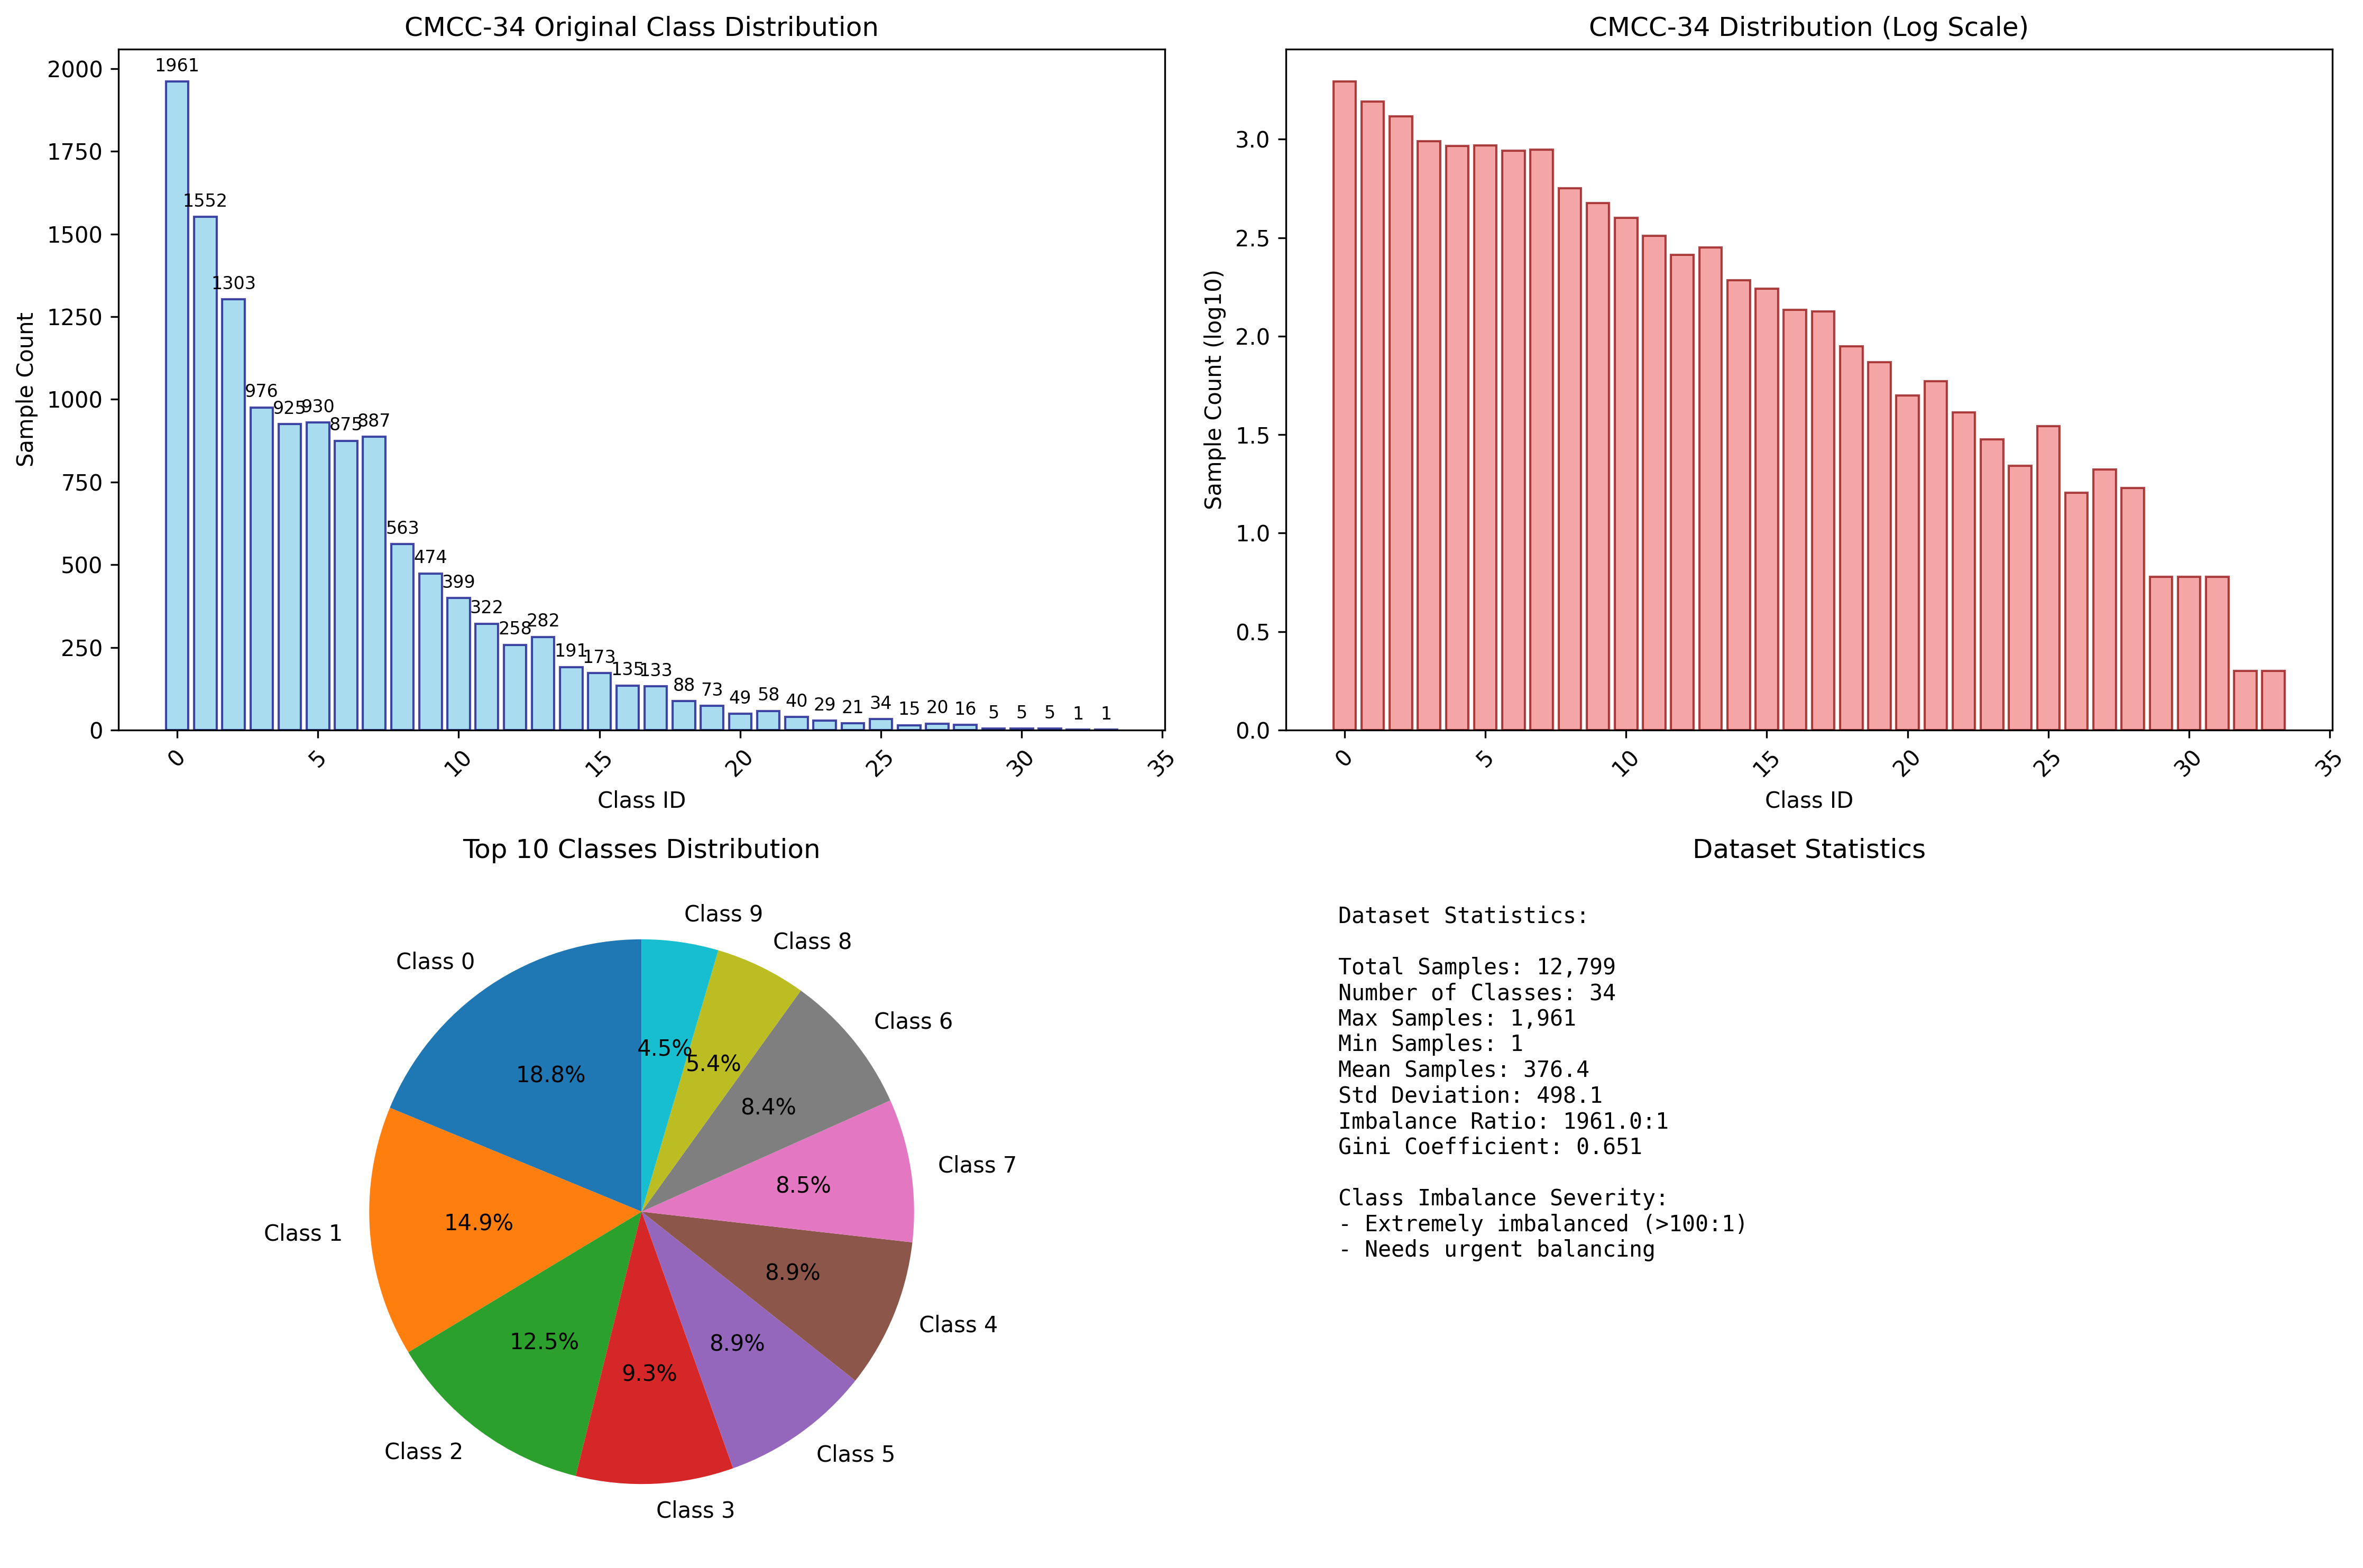 CMCC-34 Original Class Distribution
Sample Count
2000
1750
1500
1250
1000
750
500
250
0
1961
1552
1303
976
925
930
875
887
563
474
399
322
258
282
191
173
135
133
88
73
49
58
40
29
21
34
15
20
16
5
5
5
1
1
0
5
10
15
20
25
30
35
Class ID
CMCC-34 Distribution (Log Scale)
Sample Count (log10)
3.0
2.5
2.0
1.5
1.0
0.5
0.0
0
5
10
15
20
25
30
35
Class ID
Top 10 Classes Distribution
Class 0
18.8%
Class 1
14.9%
Class 2
12.5%
Class 3
9.3%
Class 5
8.9%
Class 4
8.9%
Class 7
8.5%
Class 6
8.4%
Class 8
5.4%
Class 9
4.5%
Dataset Statistics
Dataset Statistics:
Total Samples: 12,799
Number of Classes: 34
Max Samples: 1,961
Min Samples: 1
Mean Samples: 376.4
Std Deviation: 498.1
Imbalance Ratio: 1961.0:1
Gini Coefficient: 0.651
Class Imbalance Severity:
- Extremely imbalanced (>100:1)
- Needs urgent balancing